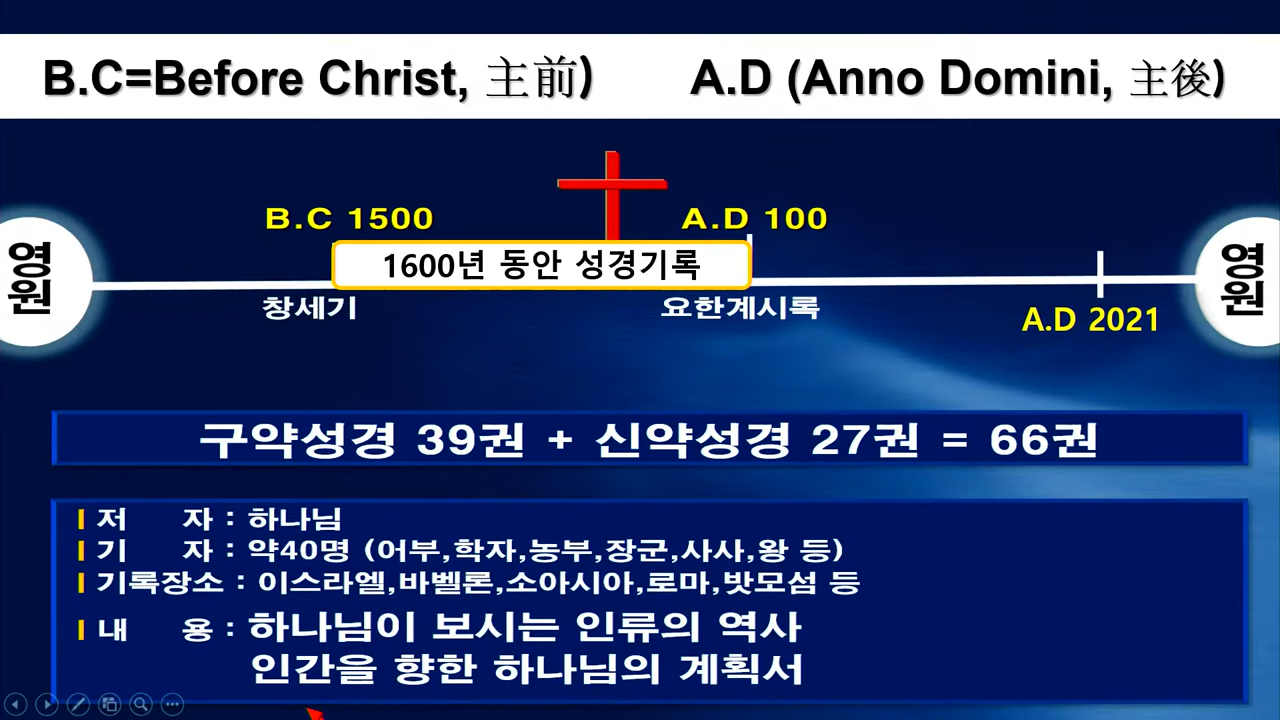 B.C=Before Christ, 主前) A.D (Anno Domini, 主後)
B.C 1500 A.D 100
영원 1600년 동안 성경기록 영원
창세기 요한계시록 A.D 2021
구약성경 39권 + 신약성경 27권 = 66권
저 자 : 하나님
기 자 : 약40명 (어부,학자,농부,장군,사사,왕 등)
기록장소 : 이스라엘,바벨론,소아시아,로마,밧모섬 등
내 용 : 하나님이 보시는 인류의 역사
인간을 향한 하나님의 계획서